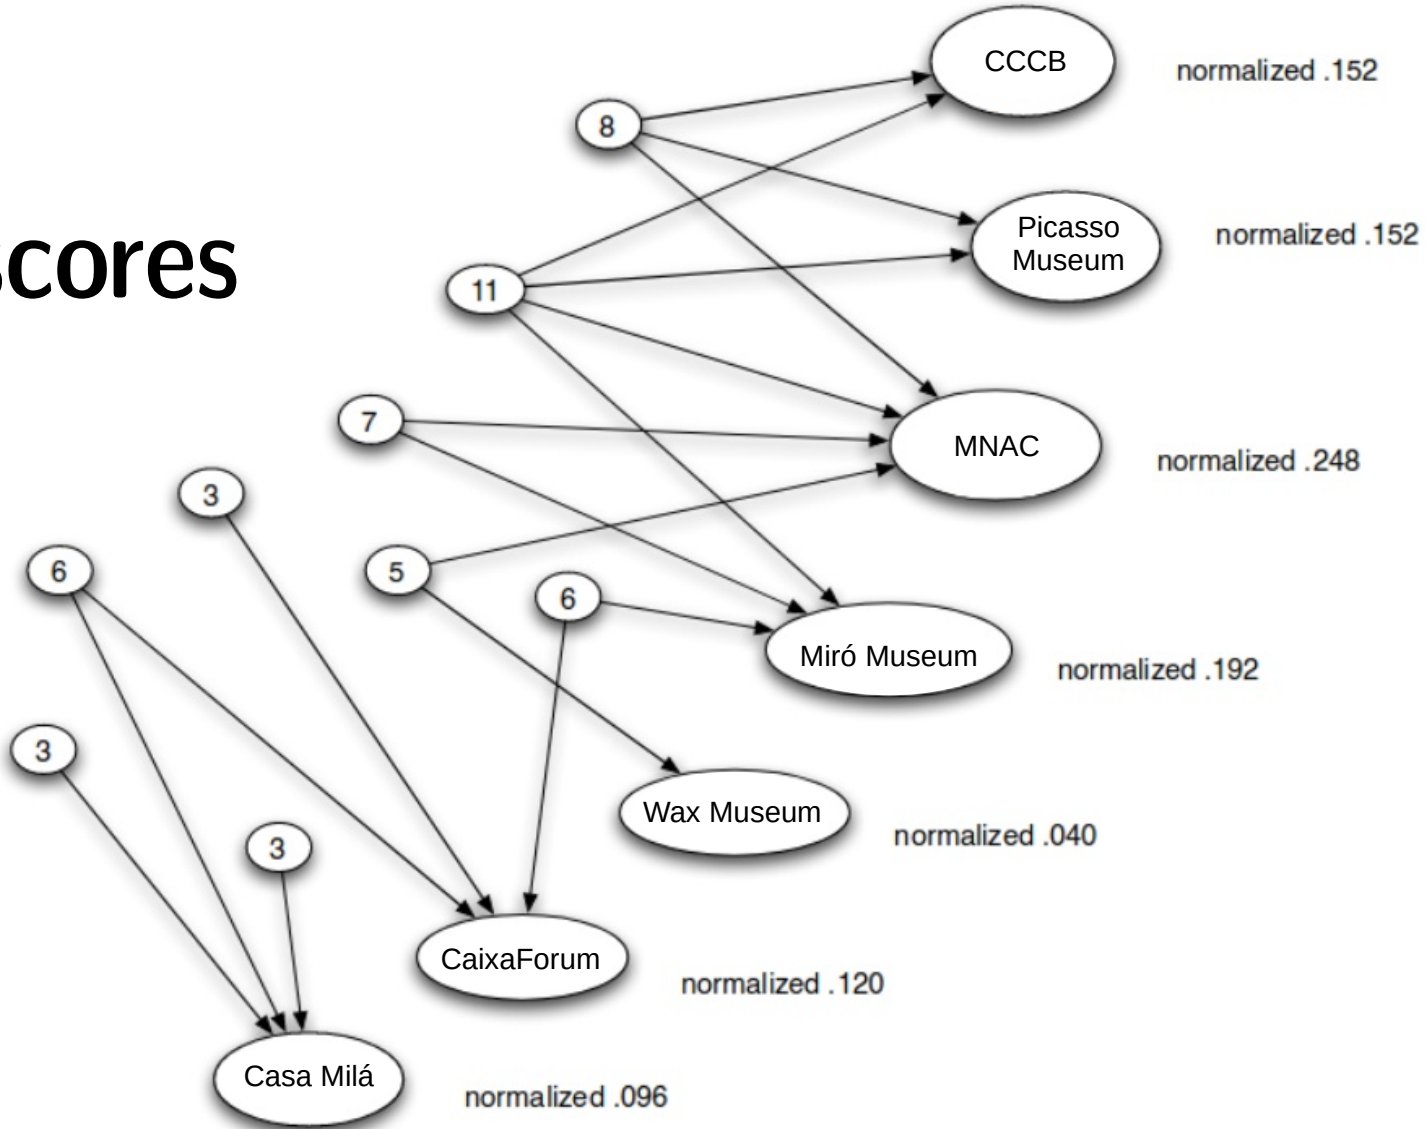 CCCB
normalized .152
8
Picasso
Museum
normalized .152
scores
11
7
MNAC
normalized .248
3
6
5
6
Miró Museum
normalized .192
3
Wax Museum
normalized .040
3
CaixaForum
normalized .120
Casa Milá
normalized .096